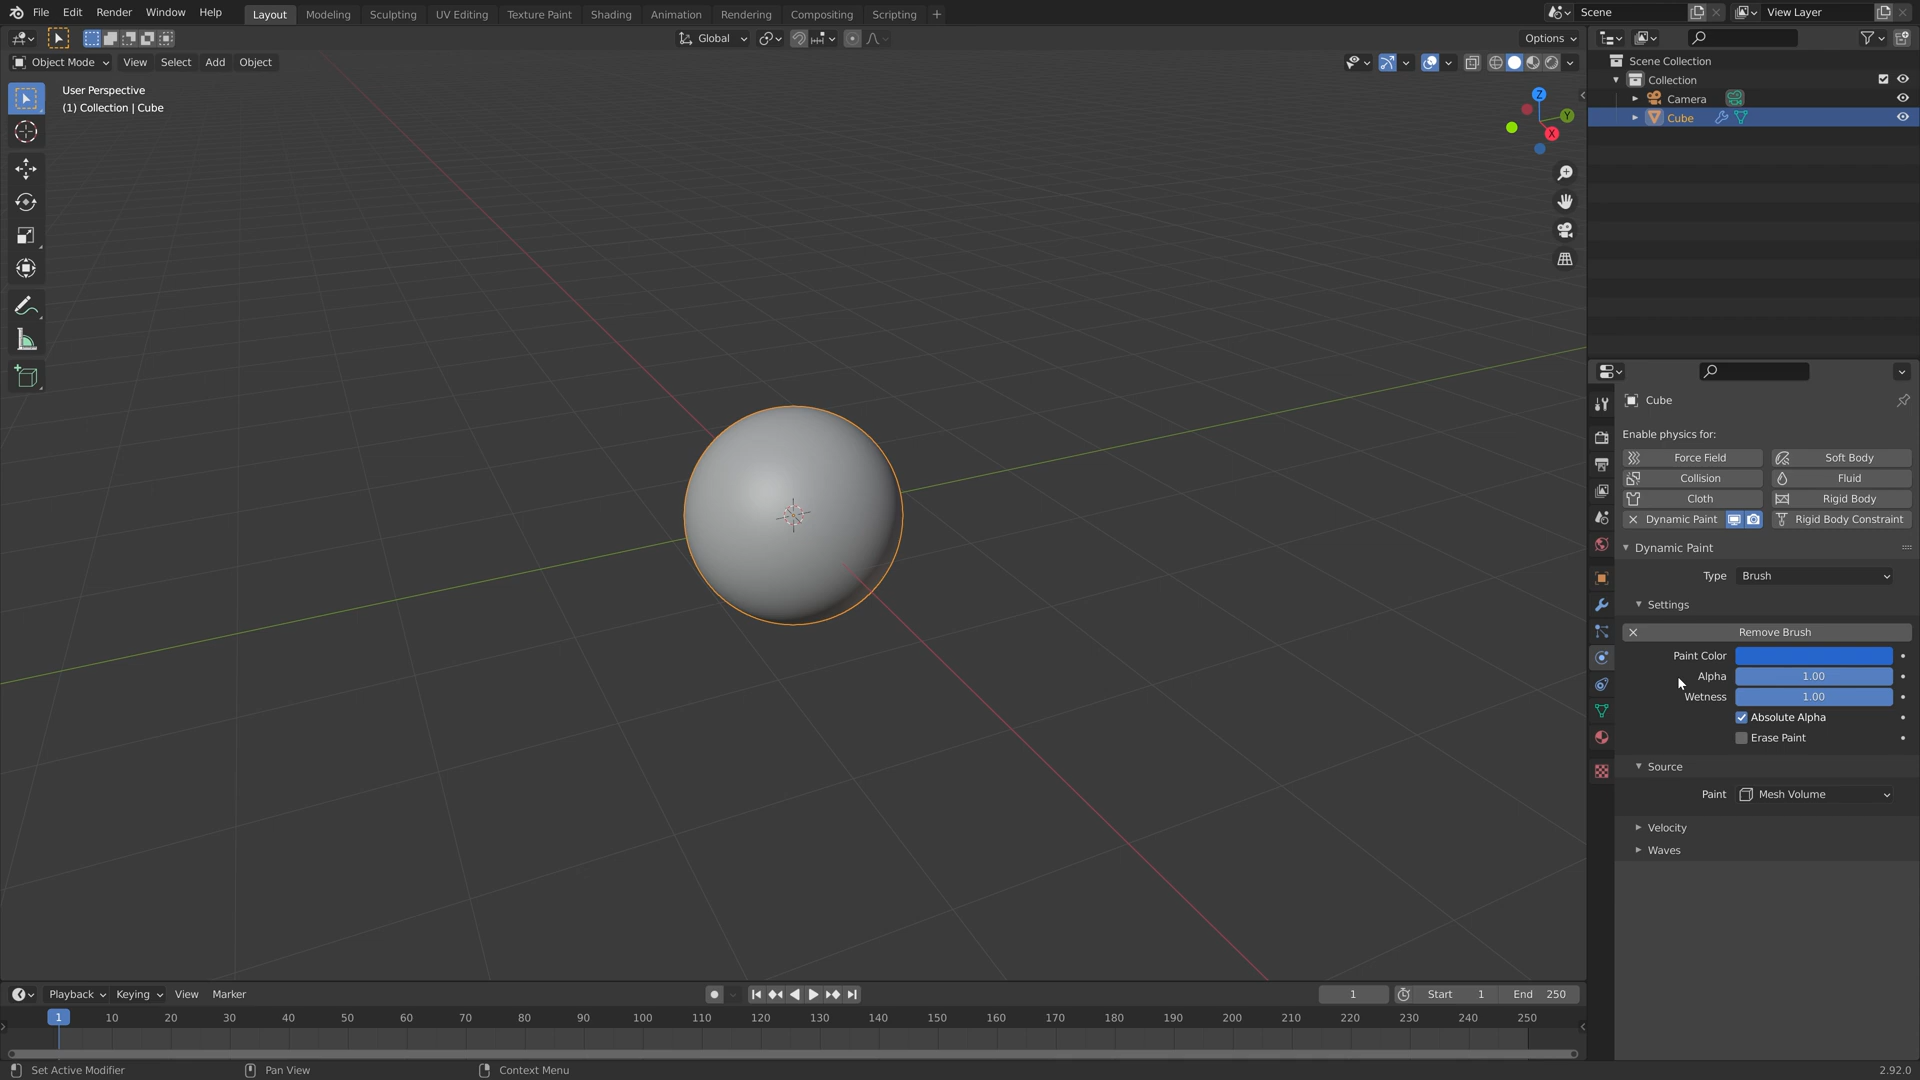 File Edit Render Window Help Layout Modeling Sculpting UV Editing Texture Paint Shading Animation Rendering Compositing Scripting + Scene View Layer
Global Options
Object Mode View Select Add Object
User Perspective
(1) Collection | Cube
Z
Y
X
Scene Collection
Collection
Camera
Cube
Cube
Enable physics for:
Force Field Soft Body
Collision Fluid
Cloth Rigid Body
Dynamic Paint Rigid Body Constraint
Dynamic Paint
Type Brush
Settings
Remove Brush
Paint Color
Alpha 1.00
Wetness 1.00
Absolute Alpha
Erase Paint
Source
Paint Mesh Volume
Velocity
Waves
Playback Keying View Marker 1 Start 1 End 250
1 10 20 30 40 50 60 70 80 90 100 110 120 130 140 150 160 170 180 190 200 210 220 230 240 250
Set Active Modifier Pan View Context Menu 2.92.0